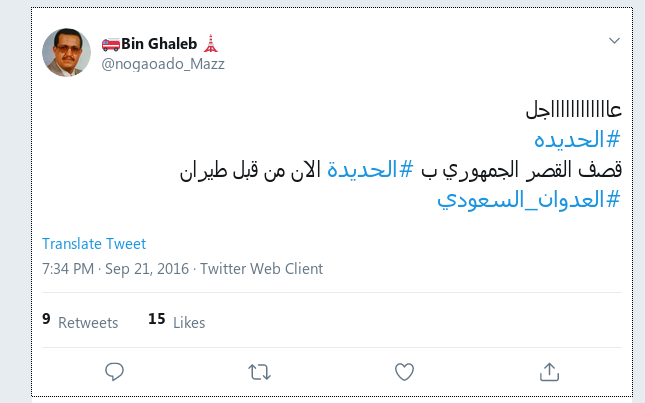 Bin Ghaleb
@nogaoado_Mazz
عاااااااااااااجل
#الحديده
قصف القصر الجمهوري ب #الحديدة الان من قبل طيران
#العدوان_السعودي
Translate Tweet
7:34 PM · Sep 21, 2016 · Twitter Web Client
9 Retweets 15 Likes